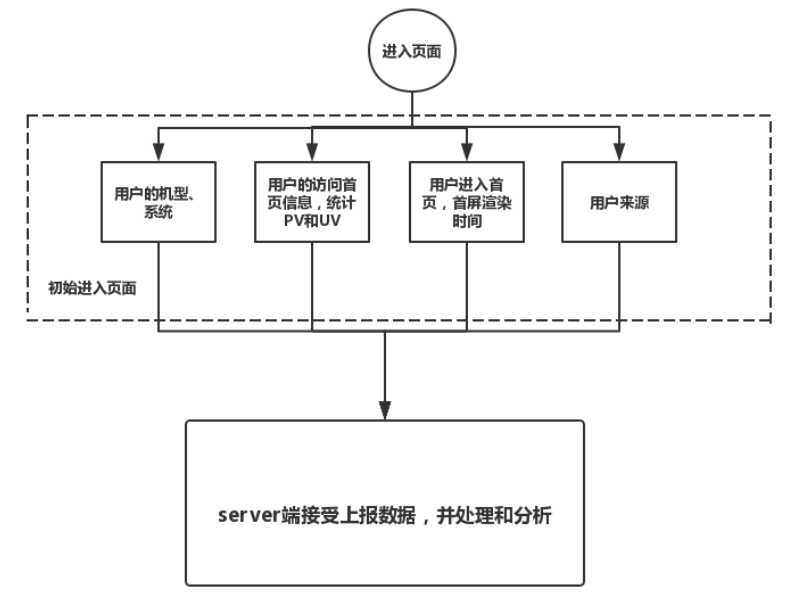 进入页面
用户的机型、
系统
用户的访问首
页信息，统计
PV和UV
用户进入首
页，首屏渲染
时间
用户来源
初始进入页面
server端接受上报数据，并处理和分析